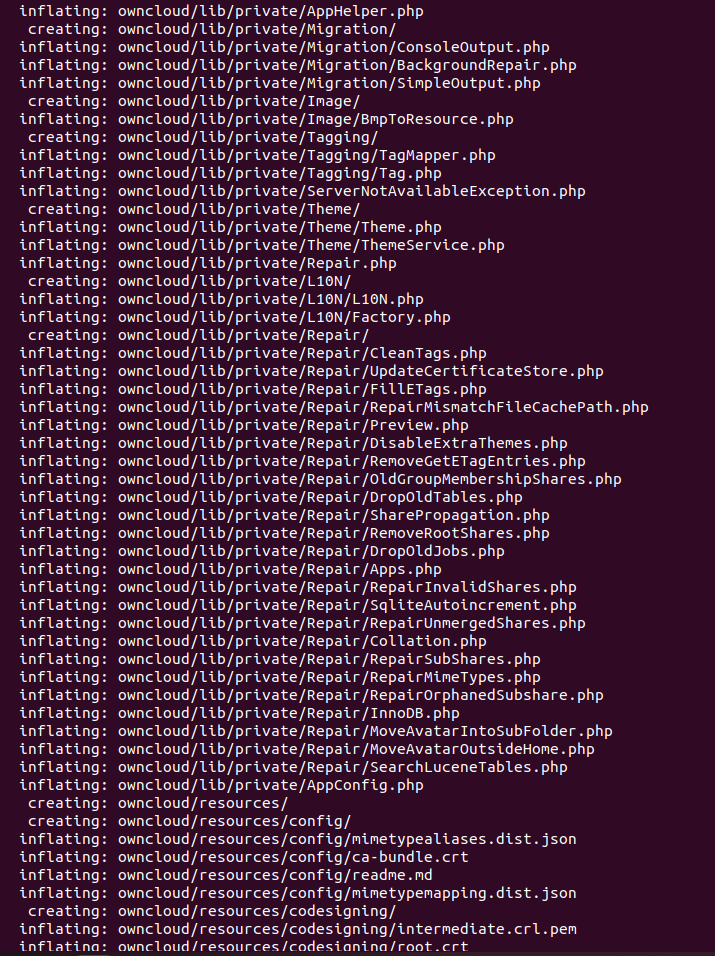 inflating: owncloud/lib/private/AppHelper.php
creating: owncloud/lib/private/Migration/
inflating: owncloud/lib/private/Migration/ConsoleOutput.php
inflating: owncloud/lib/private/Migration/BackgroundRepair.php
inflating: owncloud/lib/private/Migration/SimpleOutput.php
creating: owncloud/lib/private/Image/
inflating: owncloud/lib/private/Image/BmpToResource.php
creating: owncloud/lib/private/Tagging/
inflating: owncloud/lib/private/Tagging/TagMapper.php
inflating: owncloud/lib/private/Tagging/Tag.php
inflating: owncloud/lib/private/ServerNotAvailableException.php
creating: owncloud/lib/private/Theme/
inflating: owncloud/lib/private/Theme/Theme.php
inflating: owncloud/lib/private/Theme/ThemeService.php
inflating: owncloud/lib/private/Repair.php
creating: owncloud/lib/private/L10N/
inflating: owncloud/lib/private/L10N/L10N.php
inflating: owncloud/lib/private/L10N/Factory.php
creating: owncloud/lib/private/Repair/
inflating: owncloud/lib/private/Repair/CleanTags.php
inflating: owncloud/lib/private/Repair/UpdateCertificateStore.php
inflating: owncloud/lib/private/Repair/FillETags.php
inflating: owncloud/lib/private/Repair/RepairMismatchFileCachePath.php
inflating: owncloud/lib/private/Repair/Preview.php
inflating: owncloud/lib/private/Repair/DisableExtraThemes.php
inflating: owncloud/lib/private/Repair/RemoveGetETagEntries.php
inflating: owncloud/lib/private/Repair/OldGroupMembershipShares.php
inflating: owncloud/lib/private/Repair/DropOldTables.php
inflating: owncloud/lib/private/Repair/SharePropagation.php
inflating: owncloud/lib/private/Repair/RemoveRootShares.php
inflating: owncloud/lib/private/Repair/DropOldJobs.php
inflating: owncloud/lib/private/Repair/Apps.php
inflating: owncloud/lib/private/Repair/RepairInvalidShares.php
inflating: owncloud/lib/private/Repair/SqliteAutoincrement.php
inflating: owncloud/lib/private/Repair/RepairUnmergedShares.php
inflating: owncloud/lib/private/Repair/Collation.php
inflating: owncloud/lib/private/Repair/RepairSubShares.php
inflating: owncloud/lib/private/Repair/RepairMimeTypes.php
inflating: owncloud/lib/private/Repair/RepairOrphanedSubshare.php
inflating: owncloud/lib/private/Repair/InnoDB.php
inflating: owncloud/lib/private/Repair/MoveAvatarIntoSubFolder.php
inflating: owncloud/lib/private/Repair/MoveAvatarOutsideHome.php
inflating: owncloud/lib/private/Repair/SearchLuceneTables.php
inflating: owncloud/lib/private/AppConfig.php
creating: owncloud/resources/
creating: owncloud/resources/config/
inflating: owncloud/resources/config/mimetypealiases.dist.json
inflating: owncloud/resources/config/ca-bundle.crt
inflating: owncloud/resources/config/readme.md
inflating: owncloud/resources/config/mimetypemapping.dist.json
creating: owncloud/resources/codesigning/
inflating: owncloud/resources/codesigning/intermediate.crl.pem
inflating: owncloud/resources/codesigning/root.crt